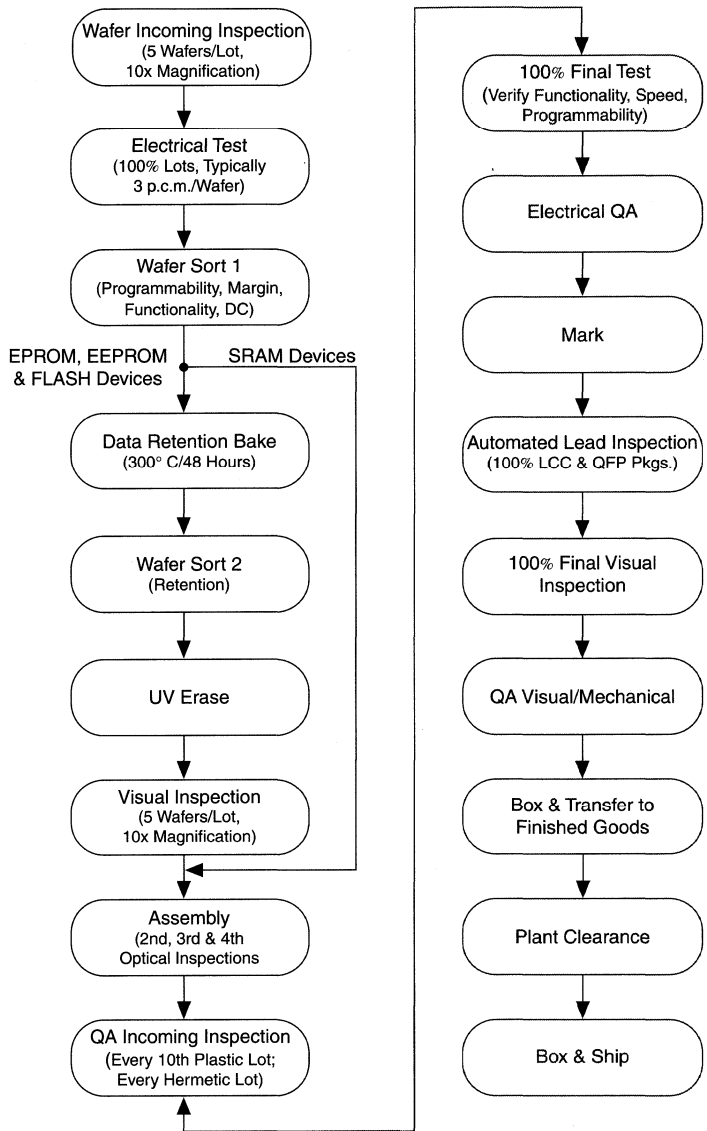 Wafer Incoming Inspection
(5 Wafers/Lot,
10x Magnification)
Electrical Test
(100% Lots, Typically
3 p.c.m./Wafer)
Wafer Sort 1
(Programmability, Margin,
Functionality, DC)
EPROM, EEPROM
& FLASH Devices
SRAM Devices
Data Retention Bake
(300° C/48 Hours)
Wafer Sort 2
(Retention)
UV Erase
Visual Inspection
(5 Wafers/Lot,
10x Magnification)
Assembly
(2nd, 3rd & 4th
Optical Inspections
QA Incoming Inspection
(Every 10th Plastic Lot;
Every Hermetic Lot)
100% Final Test
(Verify Functionality, Speed,
Programmability)
Electrical QA
Mark
Automated Lead Inspection
(100% LCC & QFP Pkgs.)
100% Final Visual
Inspection
QA Visual/Mechanical
Box & Transfer to
Finished Goods
Plant Clearance
Box & Ship